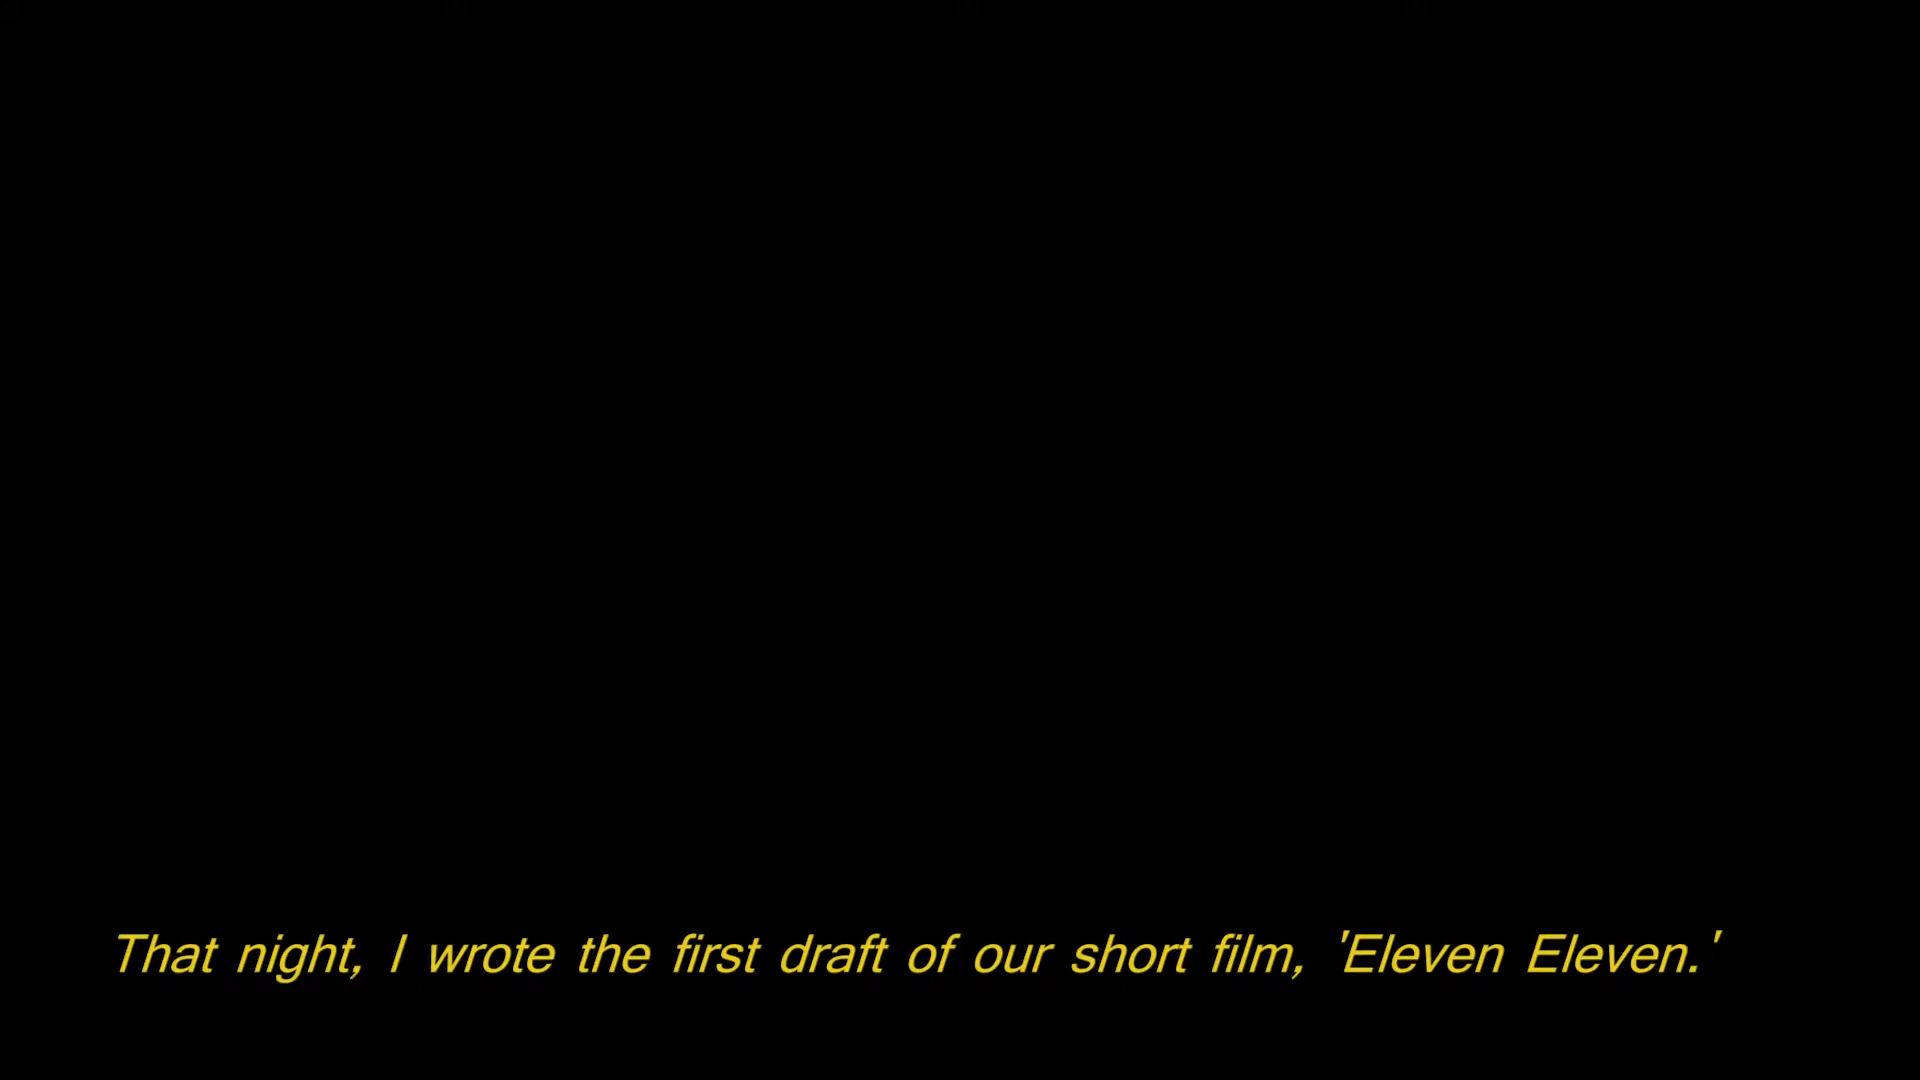 That night, I wrote the first draft of our short film, 'Eleven Eleven.'